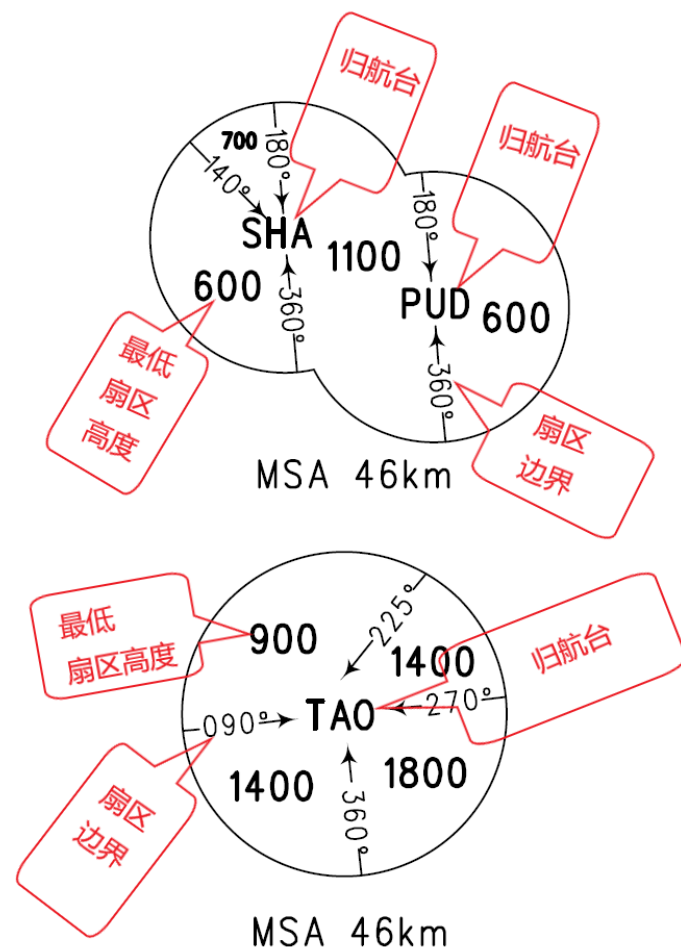 归航台
归航台
700
180°
140°
SHA
180°
1100
600
PUD
600
360°
360°
最低
扇区
高度
扇区
边界
MSA 46km
最低
扇区高度
900
225°
1400
归航台
090°
TAO
270°
1400
1800
360°
扇区
边界
MSA 46km